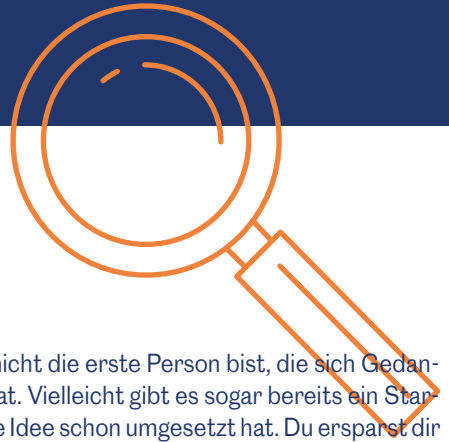 nicht die erste Person bist, die sich Gedan-
at. Vielleicht gibt es sogar bereits ein Star-
e Idee schon umgesetzt hat. Du ersparst dir